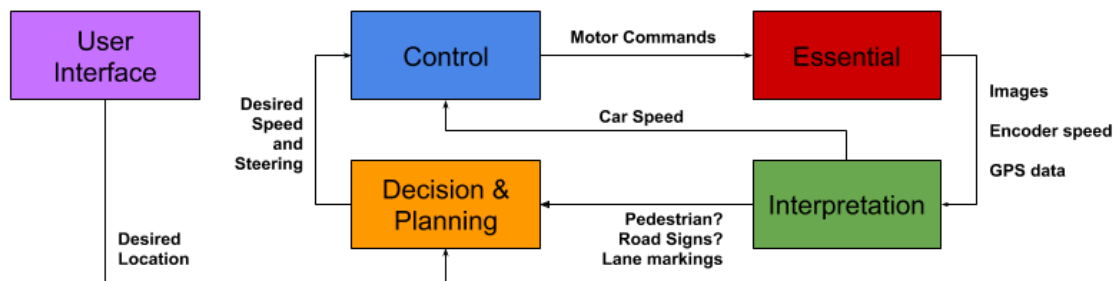 User
Interface
Control
Motor Commands
Essential
Images
Encoder speed
GPS data
Desired
Speed
and
Steering
Car Speed
Decision &
Planning
Pedestrian?
Road Signs?
Lane markings
Interpretation
Desired
Location